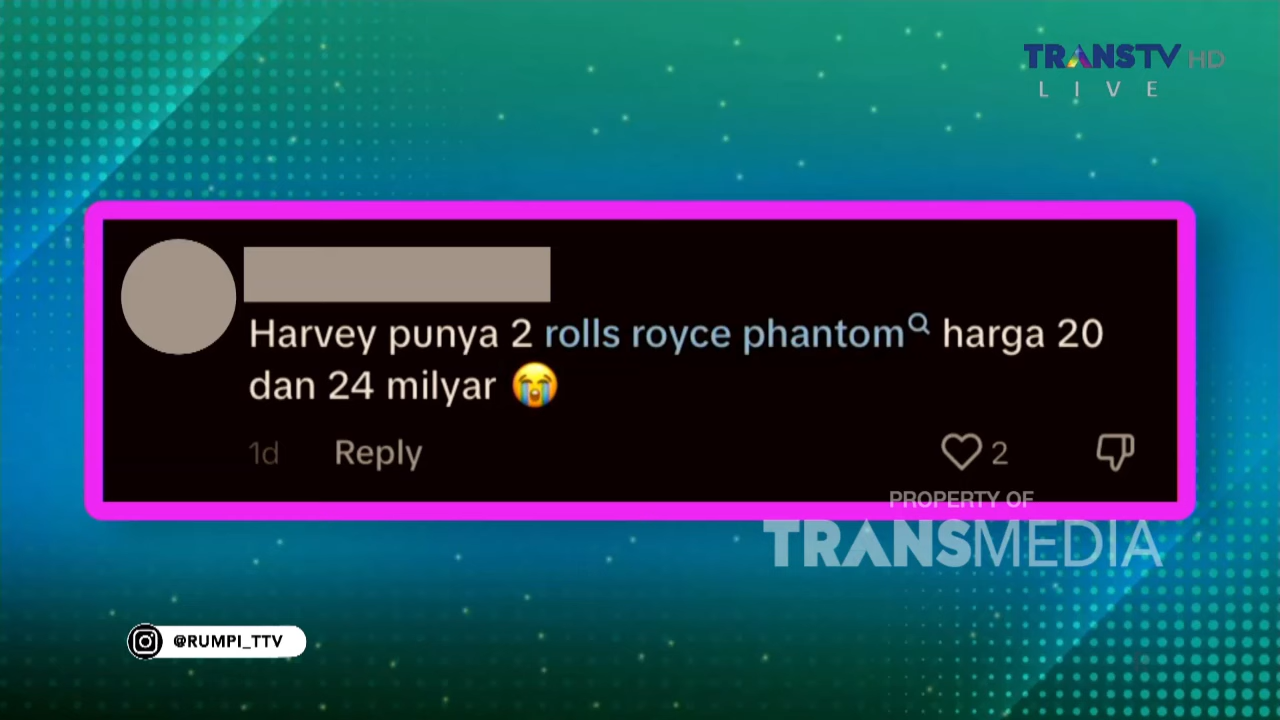 TRANSTV HD
LIVE
Harvey punya 2 rolls royce phantom harga 20
dan 24 milyar 😭
1d Reply 2
PROPERTY OF
TRANSMEDIA
@RUMPI_TTV